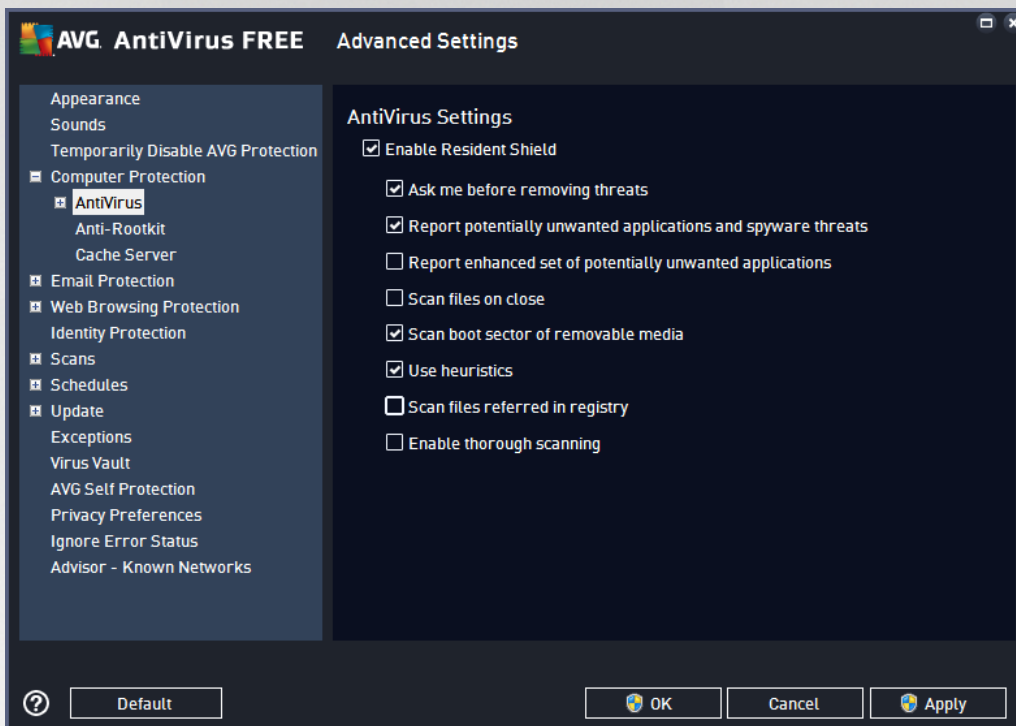 AVG. AntiVirus FREE Advanced Settings
Appearance
Sounds
Temporarily Disable AVG Protection
Computer Protection
AntiVirus
Anti-Rootkit
Cache Server
Email Protection
Web Browsing Protection
Identity Protection
Scans
Schedules
Update
Exceptions
Virus Vault
AVG Self Protection
Privacy Preferences
Ignore Error Status
Advisor - Known Networks
AntiVirus Settings
Enable Resident Shield
Ask me before removing threats
Report potentially unwanted applications and spyware threats
Report enhanced set of potentially unwanted applications
Scan files on close
Scan boot sector of removable media
Use heuristics
Scan files referred in registry
Enable thorough scanning
? Default OK Cancel Apply